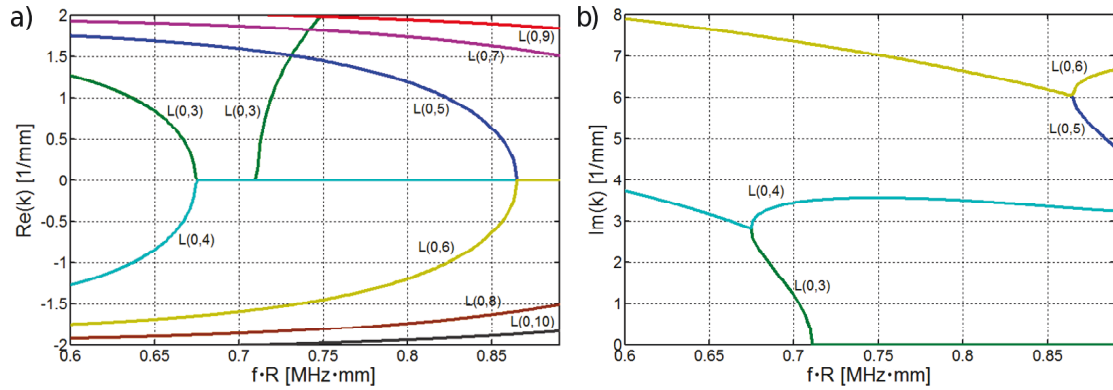 a)
2
1.5
1
0.5
0
-0.5
-1
-1.5
-2
Re(k) [1/mm]
L(0,9)
L(0,7)
L(0,3)
L(0,3)
L(0,5)
L(0,4)
L(0,6)
L(0,8)
L(0,10)
0.6 0.65 0.7 0.75 0.8 0.85
f•R [MHz•mm]
b)
8
7
6
5
4
3
2
1
0
Im(k) [1/mm]
L(0,6)
L(0,5)
L(0,4)
L(0,3)
0.6 0.65 0.7 0.75 0.8 0.85
f•R [MHz•mm]